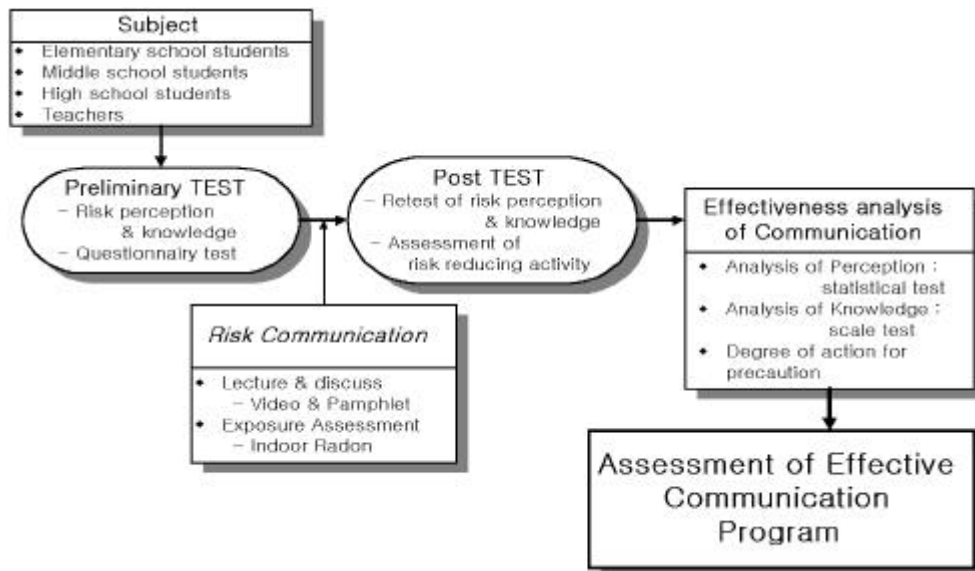 Subject
◆ Elementary school students
◆ Middle school students
◆ High school students
◆ Teachers
Preliminary TEST
– Risk perception
& knowledge
– Questionnairy test
Post TEST
– Retest of risk perception
& knowledge
– Assessment of
risk reducing activity
Risk Communication
◆ Lecture & discuss
– Video & Pamphlet
◆ Exposure Assessment
– Indoor Radon
Effectiveness analysis
of Communication
◆ Analysis of Perception :
statistical test
◆ Analysis of Knowledge :
scale test
◆ Degree of action for
precaution
Assessment of Effective
Communication
Program